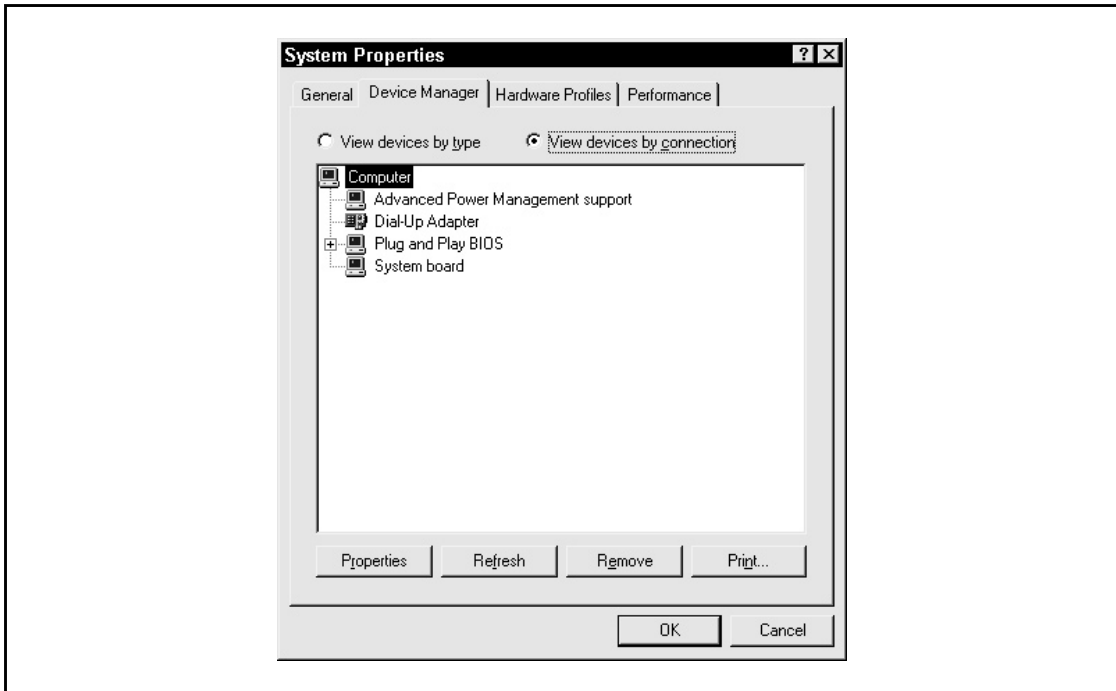 System Properties
General Device Manager Hardware Profiles Performance
View devices by type View devices by connection
Computer
Advanced Power Management support
Dial-Up Adapter
Plug and Play BIOS
System board
Properties Refresh Remove Print...
OK Cancel